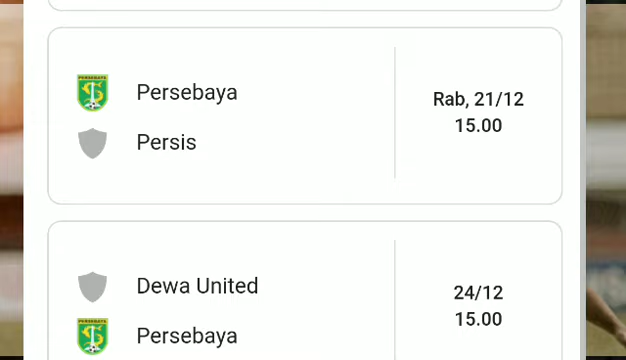 Persebaya
Persis
Rab, 21/12
15.00
Dewa United
Persebaya
24/12
15.00